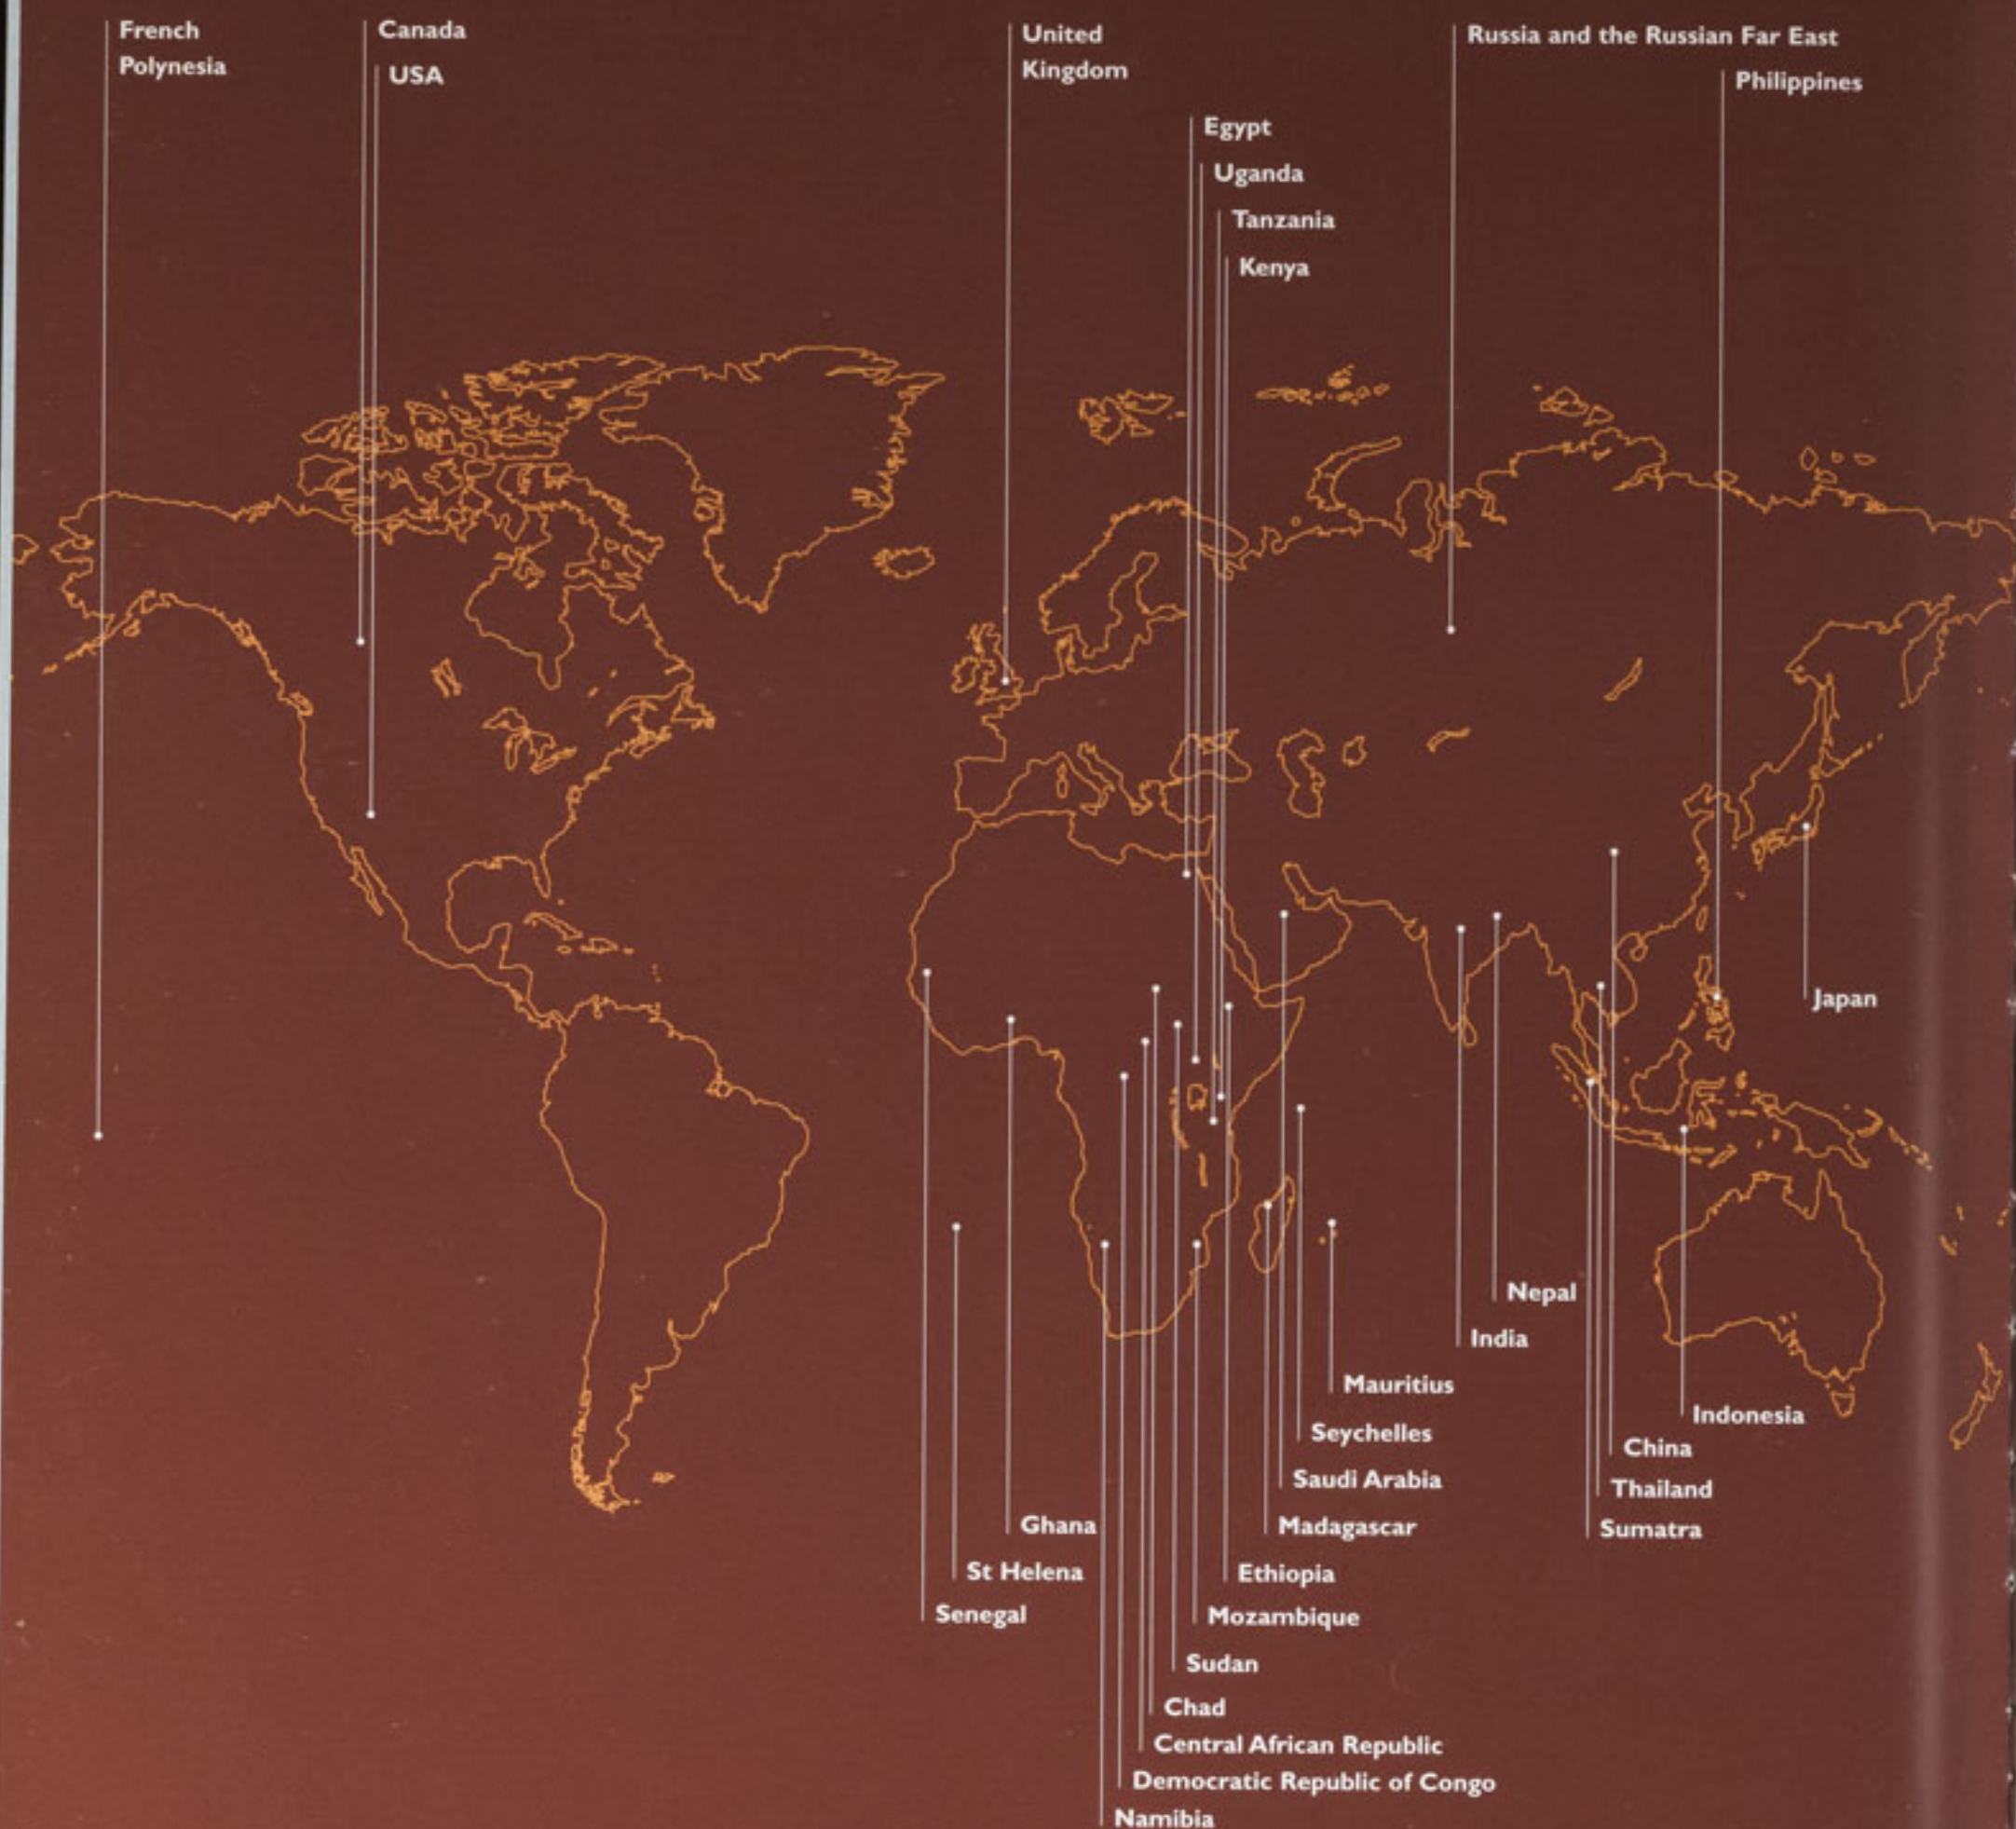 French
Polynesia
Canada
USA
United
Kingdom
Russia and the Russian Far East
Philippines
Egypt
Uganda
Tanzania
Kenya
Japan
Nepal
India
Mauritius
Indonesia
Seychelles
China
Saudi Arabia
Thailand
Ghana
Madagascar
Sumatra
St Helena
Ethiopia
Senegal
Mozambique
Sudan
Chad
Central African Republic
Democratic Republic of Congo
Namibia